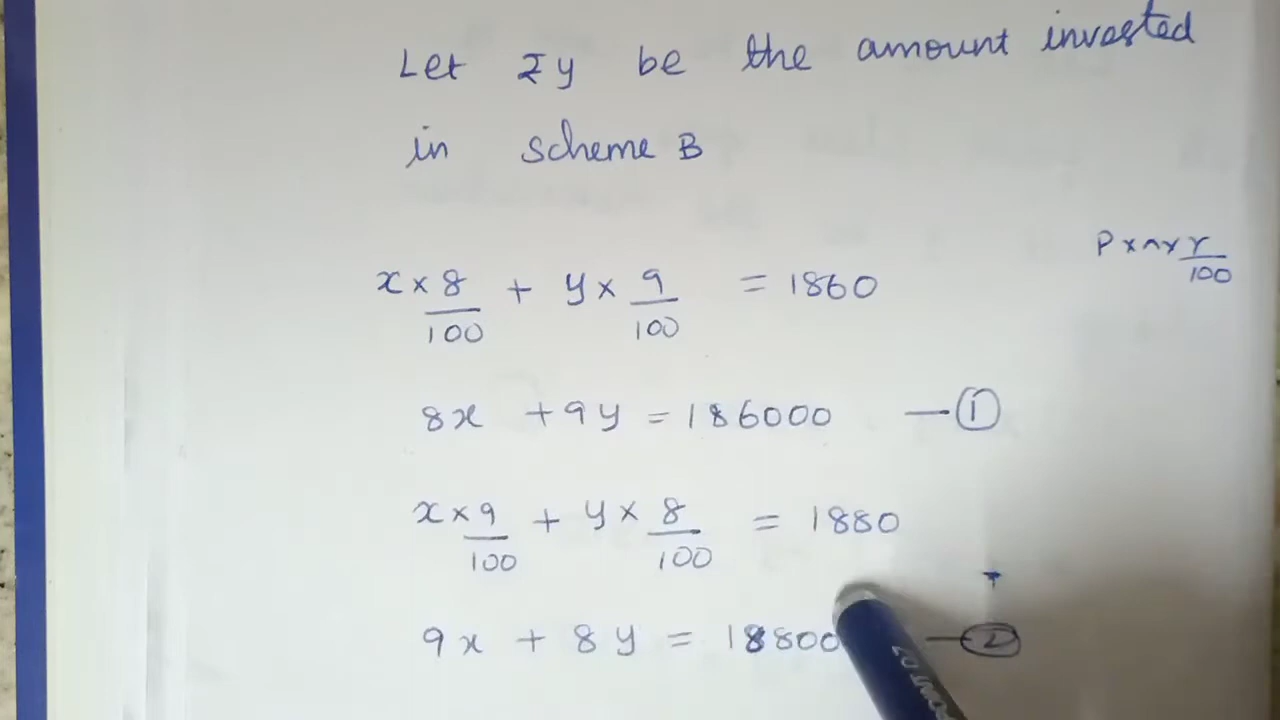 Let ₹y be the amount invested
in scheme B
P×n×r/100
x×8/100 + y×9/100 = 1860
8x + 9y = 186000 — ①
x×9/100 + y×8/100 = 1880
9x + 8y = 18800 — ②